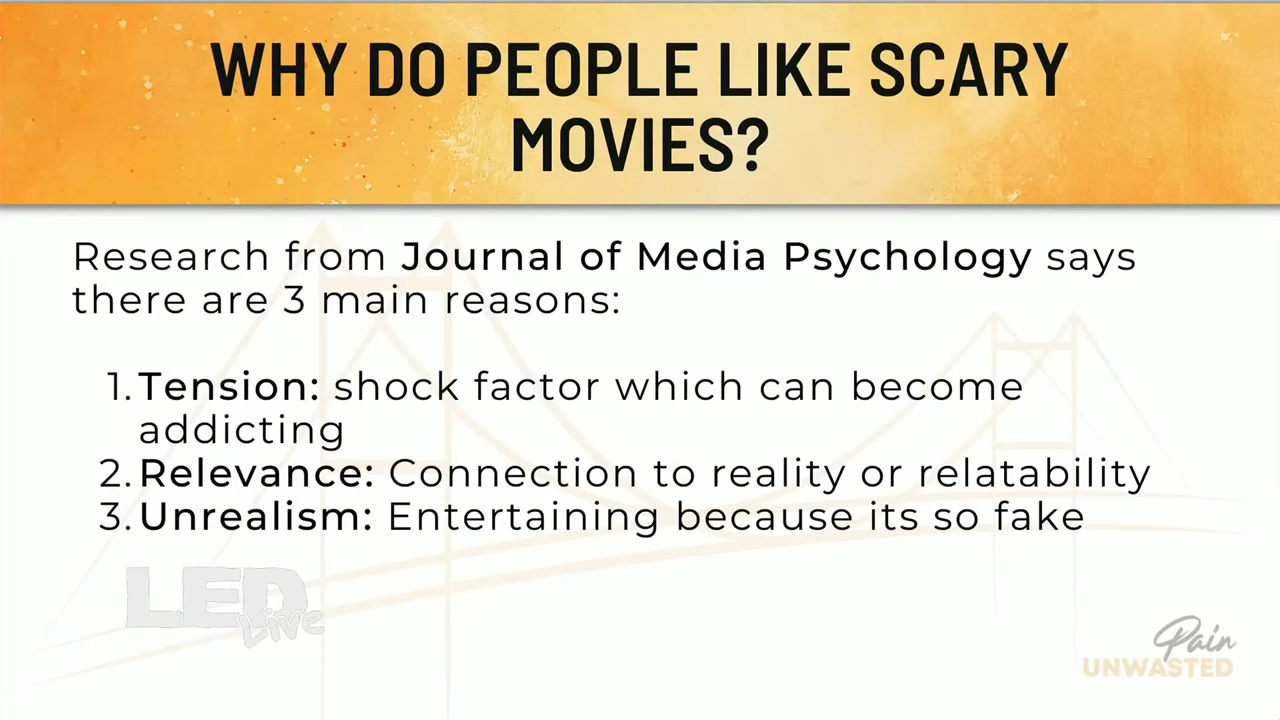 WHY DO PEOPLE LIKE SCARY
MOVIES?
Research from Journal of Media Psychology says
there are 3 main reasons:
1. Tension: shock factor which can become
addicting
2. Relevance: Connection to reality or relatability
3. Unrealism: Entertaining because its so fake
LED
Live
Pain
UNWASTED